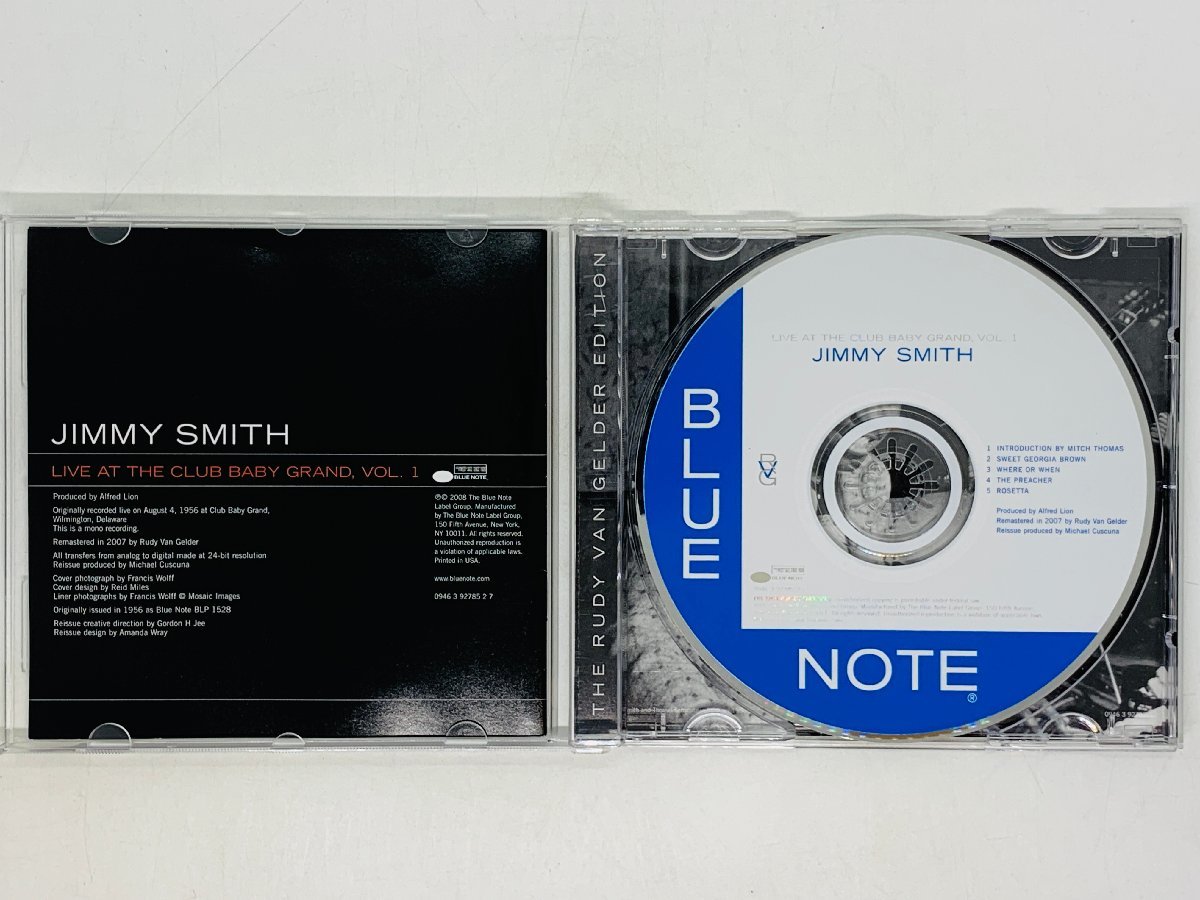 JIMMY SMITH
LIVE AT THE CLUB BABY GRAND, VOL. 1
BLUE NOTE
Produced by Alfred Lion
Originally recorded live on August 4, 1956 at Club Baby Grand,
Wilmington, Delaware
This is a mono recording.
Remastered in 2007 by Rudy Van Gelder
All transfers from analog to digital made at 24-bit resolution
Reissue produced by Michael Cuscuna
Cover photograph by Francis Wolff
Cover design by Reid Miles
Liner photographs by Francis Wolff © Mosaic Images
Originally issued in 1956 as Blue Note BLP 1528
Reissue creative direction by Gordon H Jee
Reissue design by Amanda Wray
℗© 2008 The Blue Note
Label Group. Manufactured
by The Blue Note Label Group,
150 Fifth Avenue, New York,
NY 10011. All rights reserved.
Unauthorized reproduction is
a violation of applicable laws.
Printed in USA.
www.bluenote.com
0946 3 92785 2 7
THE RUDY VAN GELDER EDITION
LIVE AT THE CLUB BABY GRAND, VOL. 1
JIMMY SMITH
BLUE
RVG
1 INTRODUCTION BY MITCH THOMAS
2 SWEET GEORGIA BROWN
3 WHERE OR WHEN
4 THE PREACHER
5 ROSETTA
Produced by Alfred Lion
Remastered in 2007 by Rudy Van Gelder
Reissue produced by Michael Cuscuna
BLUE NOTE
NOTE®
0946 3 92